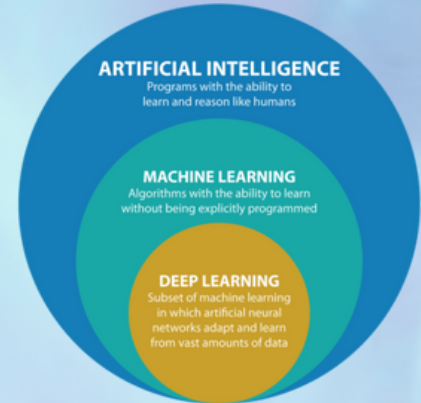 ARTIFICIAL INTELLIGENCE
Programs with the ability to
learn and reason like humans
MACHINE LEARNING
Algorithms with the ability to learn
without being explicitly programmed
DEEP LEARNING
Subset of machine learning
in which artificial neural
networks adapt and learn
from vast amounts of data